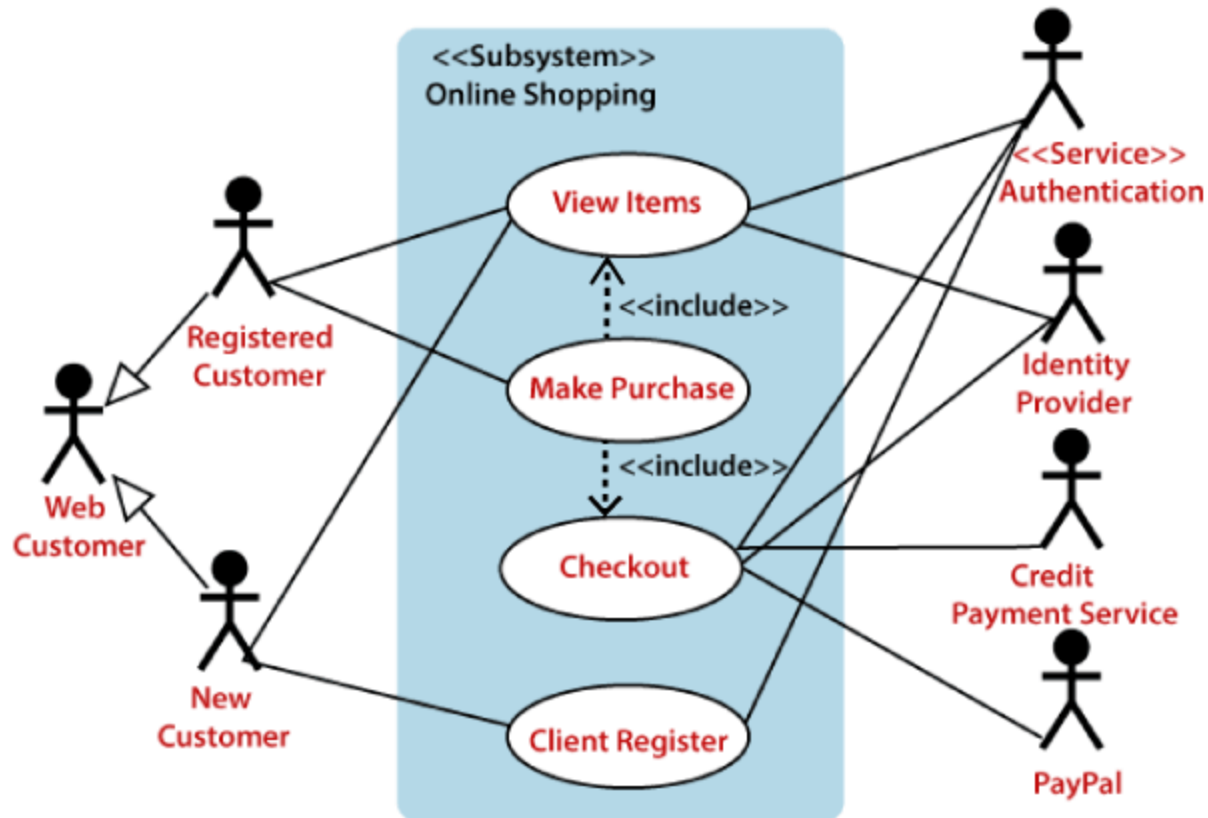 <<Subsystem>>
Online Shopping
<<Service>>
Authentication
View Items
<<include>>
Registered
Customer
Identity
Provider
Make Purchase
<<include>>
Web
Customer
Checkout
Credit
Payment Service
New
Customer
Client Register
PayPal